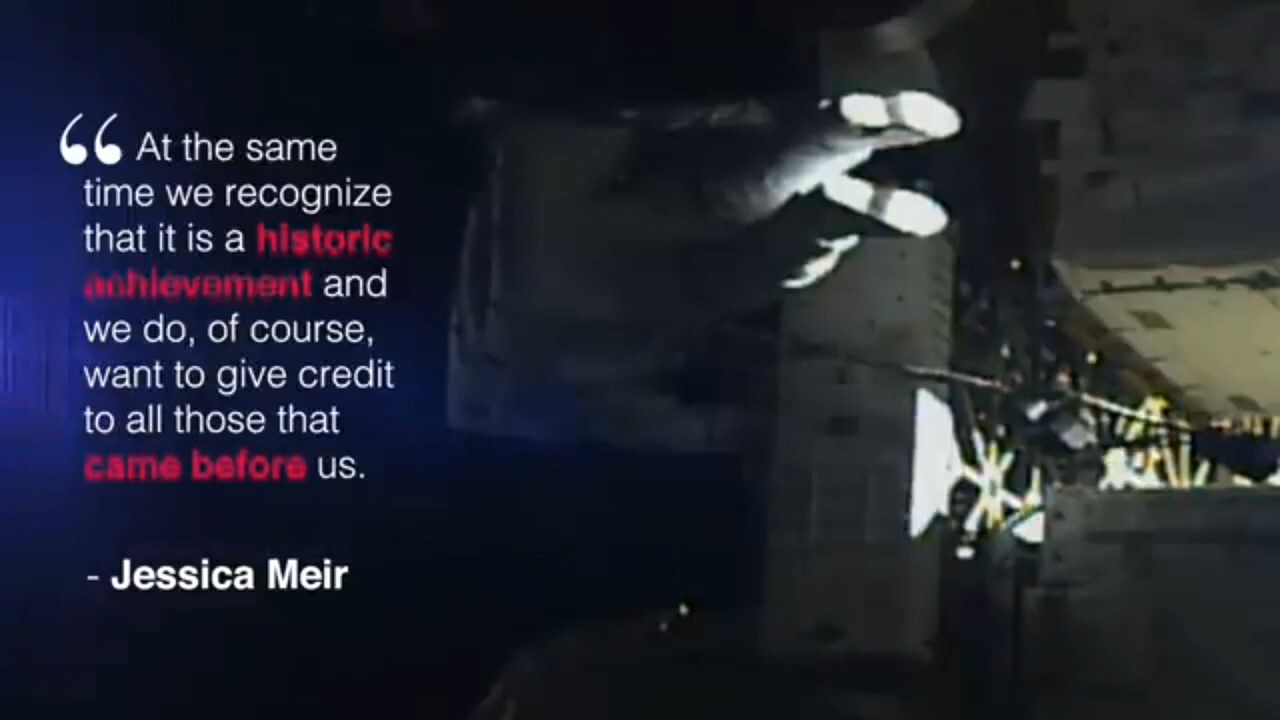 “ At the same
time we recognize
that it is a historic
achievement and
we do, of course,
want to give credit
to all those that
came before us.
- Jessica Meir